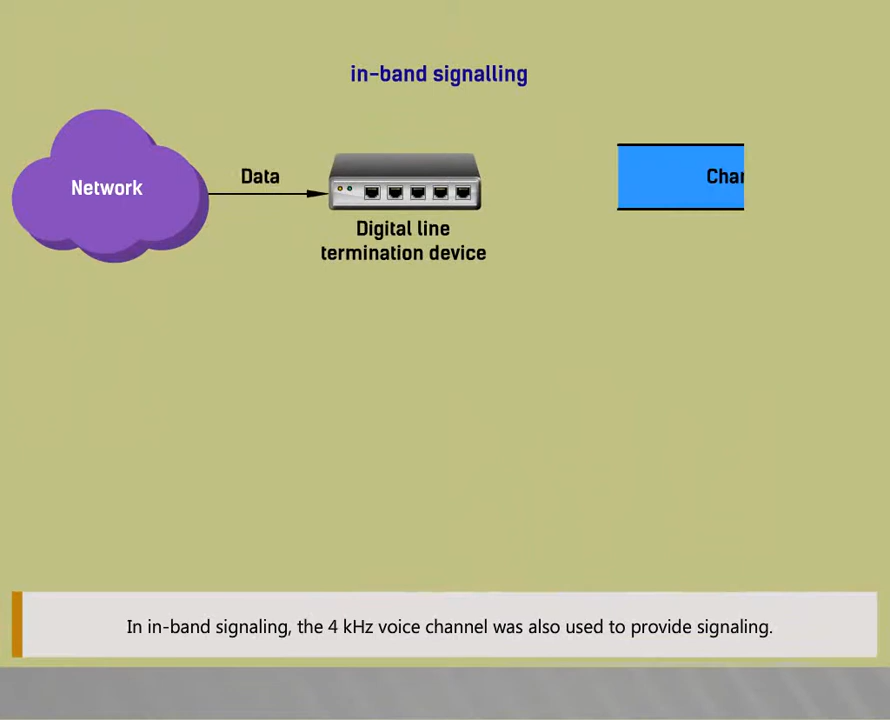 in-band signalling
Network
Data
Digital line
termination device
In in-band signaling, the 4 kHz voice channel was also used to provide signaling.